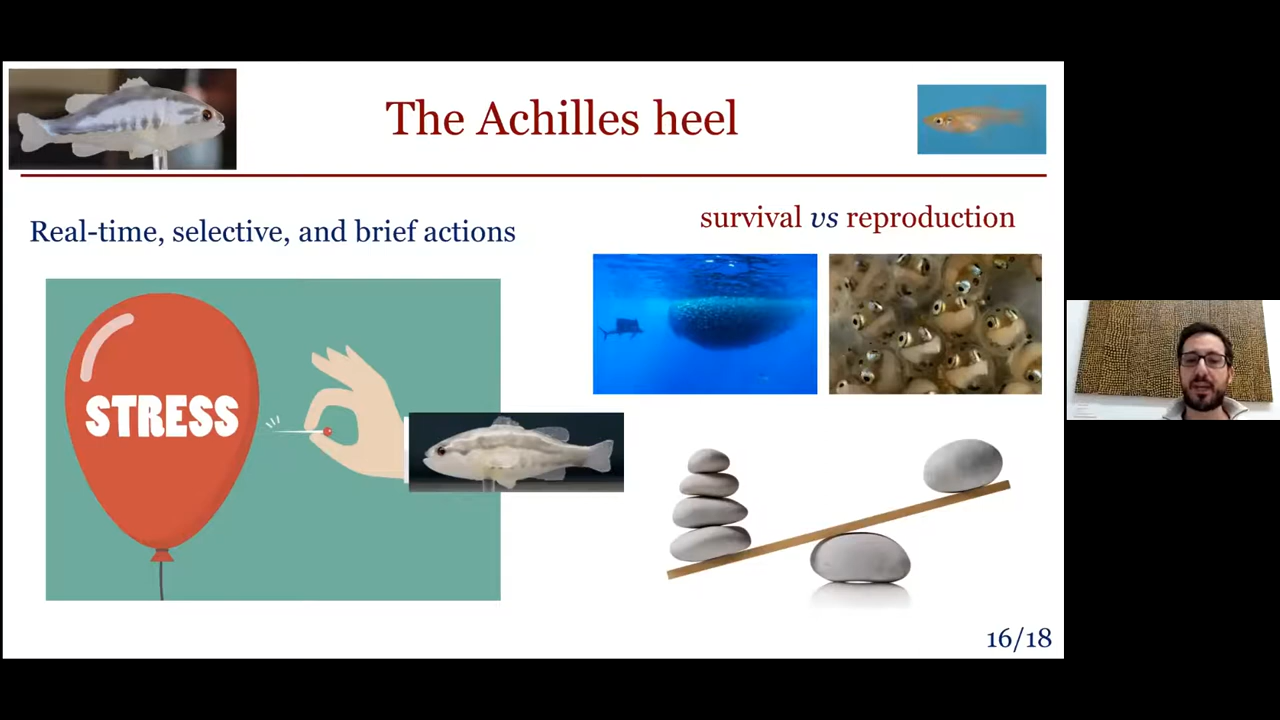 The Achilles heel
Real-time, selective, and brief actions
survival vs reproduction
STRESS
16/18